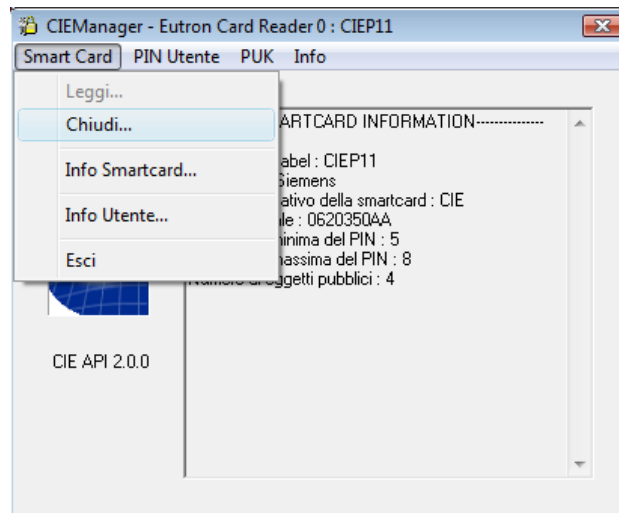 CIEManager - Eutron Card Reader 0 : CIEP11
Smart Card PIN Utente PUK Info
Leggi...
Chiudi...
Info Smartcard...
Info Utente...
Esci
ARTCARD INFORMATION---------------
abel : CIEP11
Siemens
ativo della smartcard : CIE
le : 0620350AA
minima del PIN : 5
massima del PIN : 8
Numero di oggetti pubblici : 4
CIE API 2.0.0